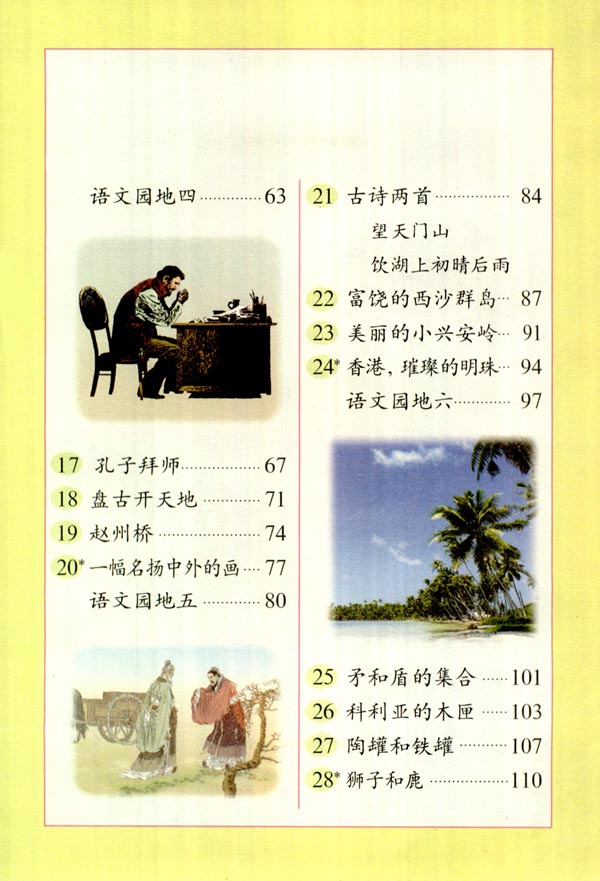 语文园地四··············63
17 孔子拜师··················67
18 盘古开天地·············71
19 赵州桥·······················74
20* 一幅名扬中外的画····77
语文园地五·············80
21 古诗两首·················84
望天门山
饮湖上初晴后雨
22 富饶的西沙群岛···87
23 美丽的小兴安岭···91
24* 香港，璀璨的明珠···94
语文园地六·············97
25 矛和盾的集合······101
26 科利亚的木匣······103
27 陶罐和铁罐··········107
28* 狮子和鹿··················110